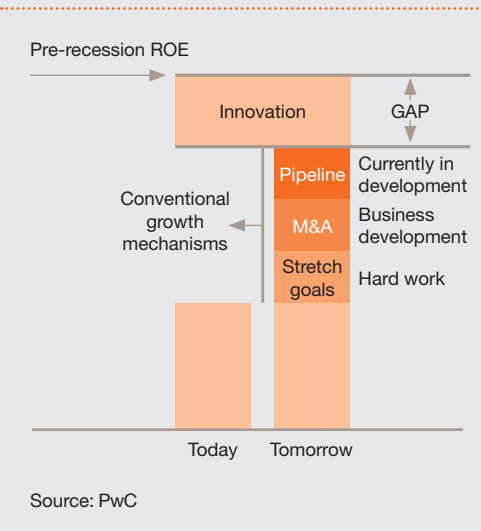 Pre-recession ROE
Innovation
GAP
Pipeline
Currently in
development
Conventional
growth
mechanisms
M&A
Business
development
Stretch
goals
Hard work
Today
Tomorrow
Source: PwC